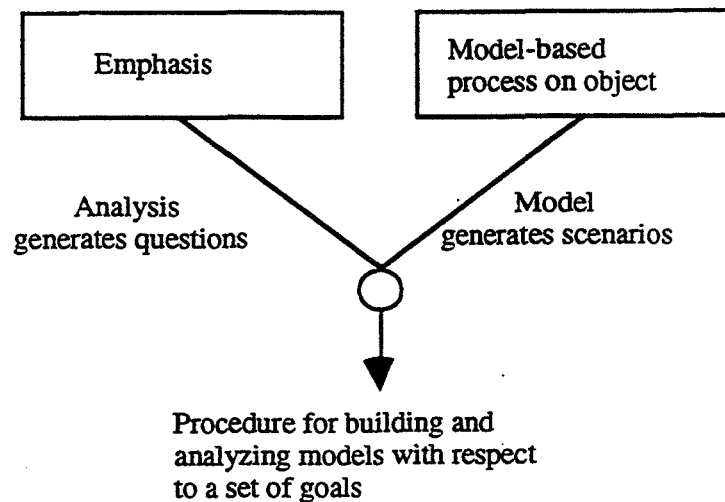 Emphasis
Model-based
process on object
Analysis
generates questions
Model
generates scenarios
Procedure for building and
analyzing models with respect
to a set of goals